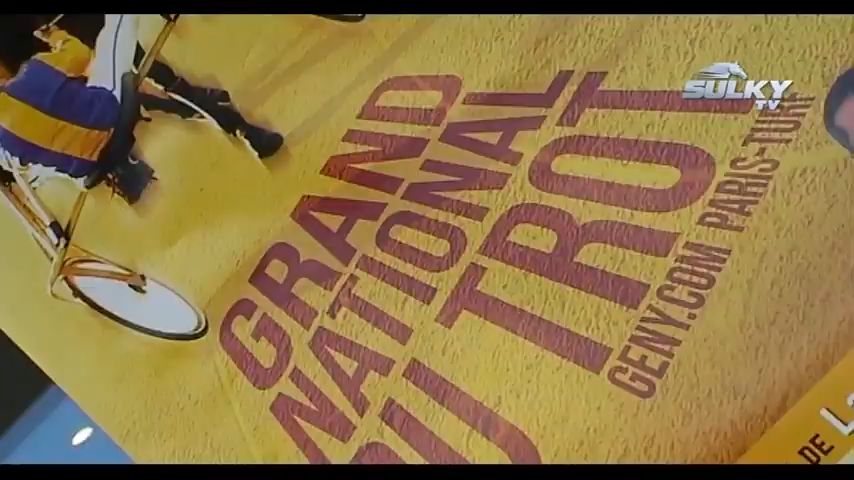 SULKY
TV
GRAND
NATIONAL
DU TROT
GENY.COM PARIS-TURF
DE